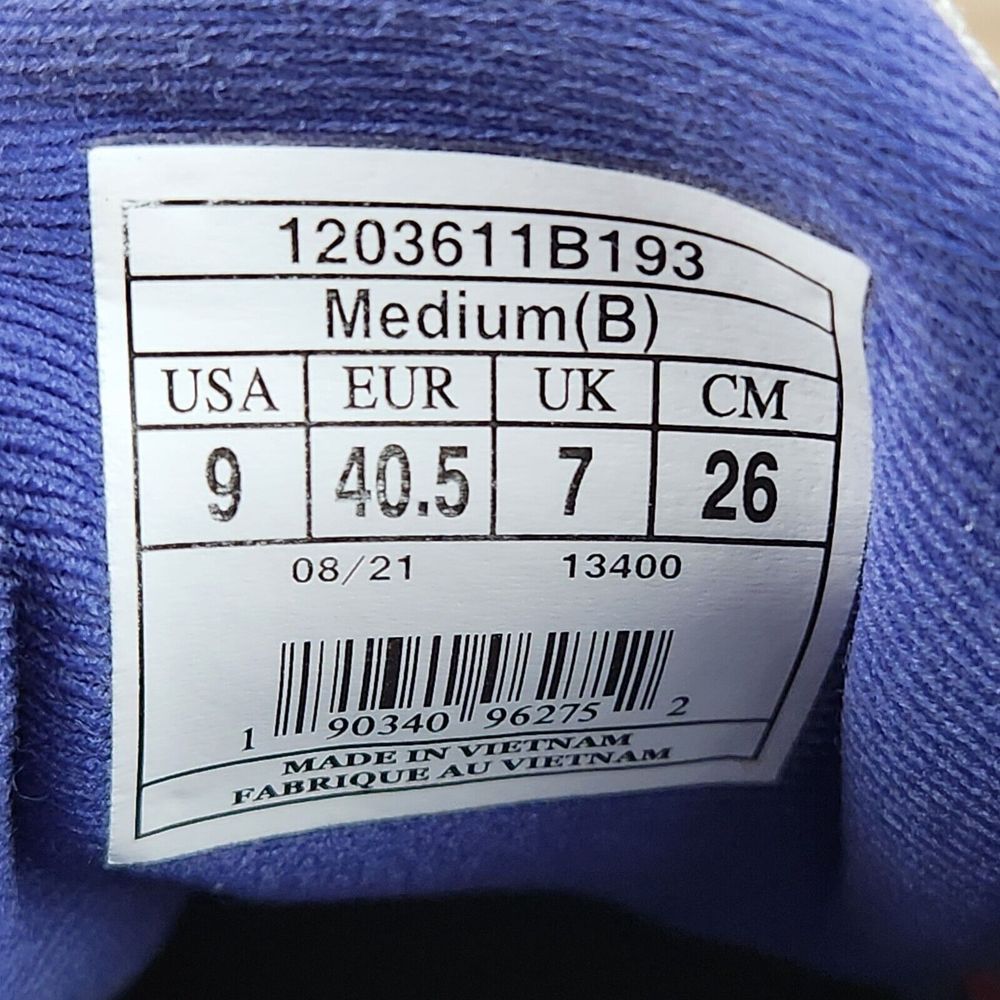 1203611B193
Medium(B)
USA EUR UK CM
9 40.5 7 26
08/21 13400
1 90340 96275 2
MADE IN VIETNAM
FABRIQUE AU VIETNAM